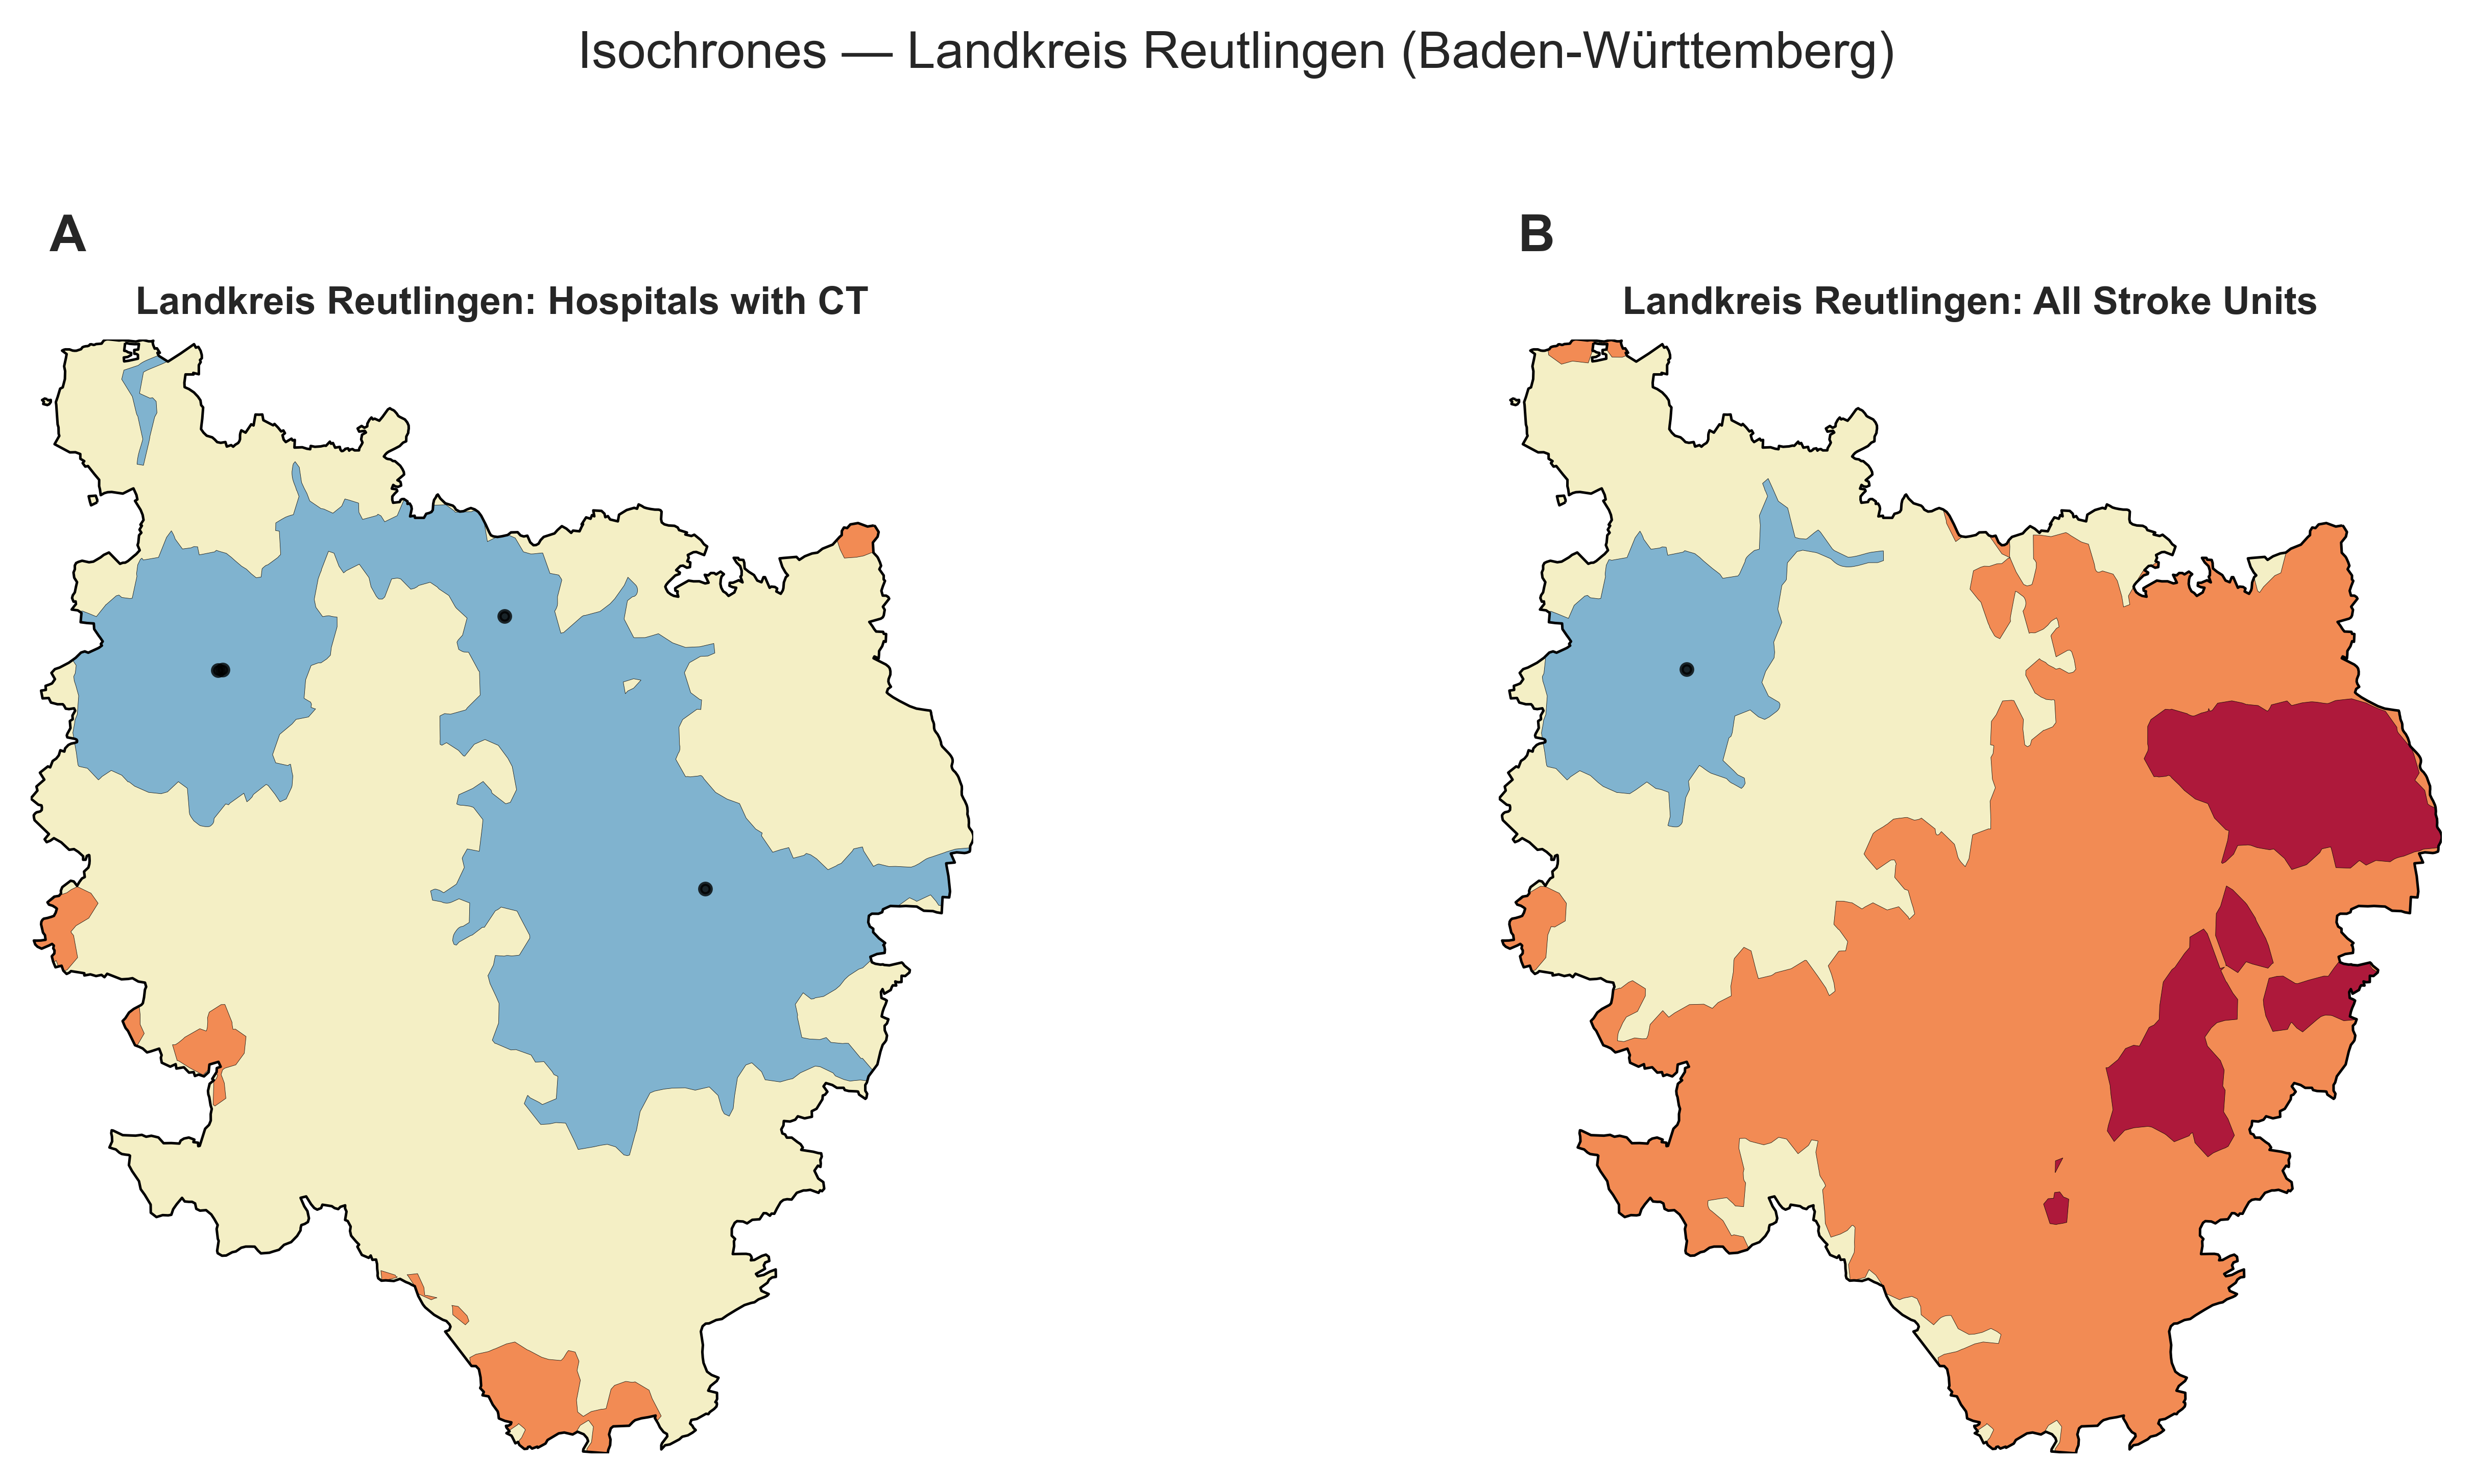 Isochrones — Landkreis Reutlingen (Baden-Württemberg)
A
Landkreis Reutlingen: Hospitals with CT
B
Landkreis Reutlingen: All Stroke Units